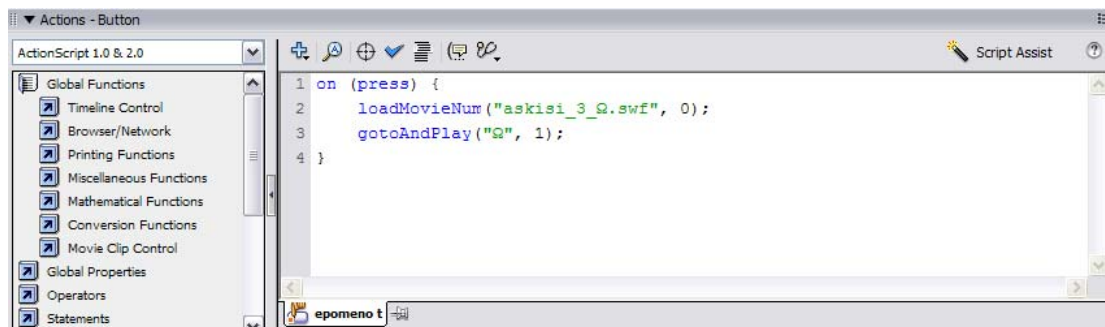 Actions - Button
ActionScript 1.0 & 2.0
Script Assist
Global Functions
Timeline Control
Browser/Network
Printing Functions
Miscellaneous Functions
Mathematical Functions
Conversion Functions
Movie Clip Control
Global Properties
Operators
Statements
1 on (press) {
2 loadMovieNum("askisi_3_Ω.swf", 0);
3 gotoAndPlay("Ω", 1);
4 }
epomeno t